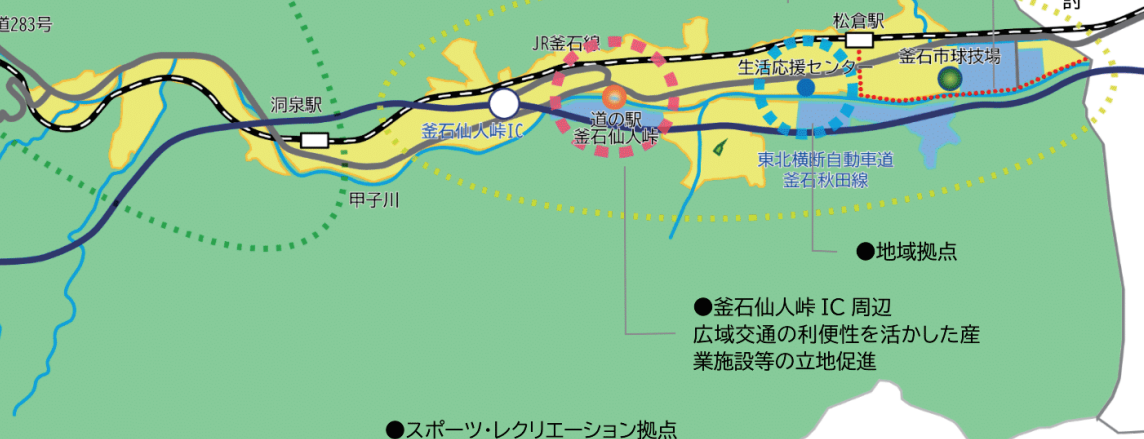 道283号
松倉駅
JR釜石線
釜石市球技場
生活応援センター
洞泉駅
道の駅
釜石仙人峠
釜石仙人峠IC
東北横断自動車道
釜石秋田線
甲子川
●地域拠点
●釜石仙人峠 IC 周辺
広域交通の利便性を活かした産
業施設等の立地促進
●スポーツ・レクリエーション拠点